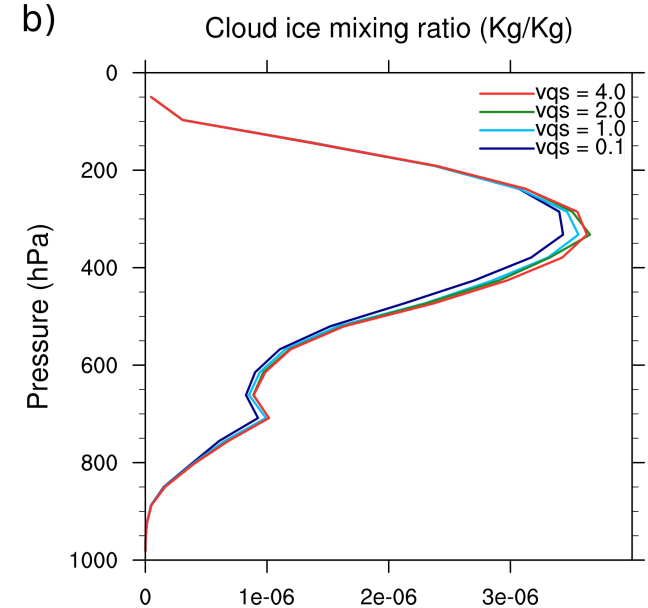 b)
Cloud ice mixing ratio (Kg/Kg)
0
200
400
600
800
1000
Pressure (hPa)
vqs = 4.0
vqs = 2.0
vqs = 1.0
vqs = 0.1
0
1e-06
2e-06
3e-06